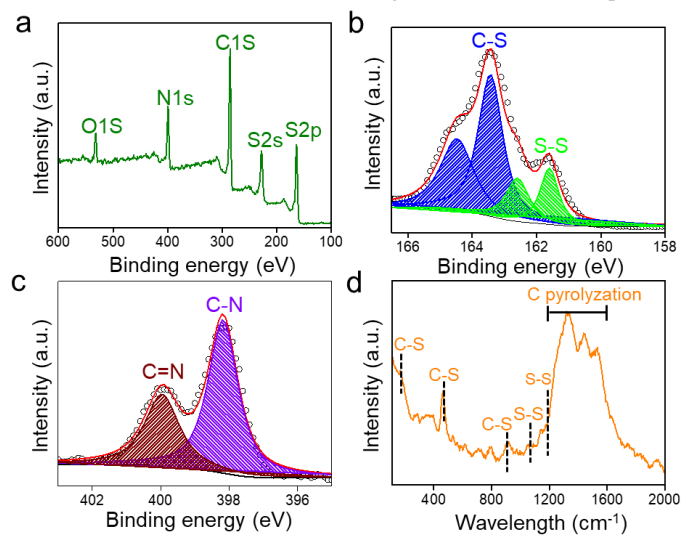 a
C1S
N1s
O1S
S2s
S2p
Intensity (a.u.)
600 500 400 300 200 100
Binding energy (eV)
b
C-S
S-S
Intensity (a.u.)
166 164 162 160 158
Binding energy (eV)
c
C-N
C=N
Intensity (a.u.)
402 400 398 396
Binding energy (eV)
d
C pyrolyzation
C-S
C-S
S-S
C-S
S-S
Intensity (a.u.)
400 800 1200 1600 2000
Wavelength (cm⁻¹)